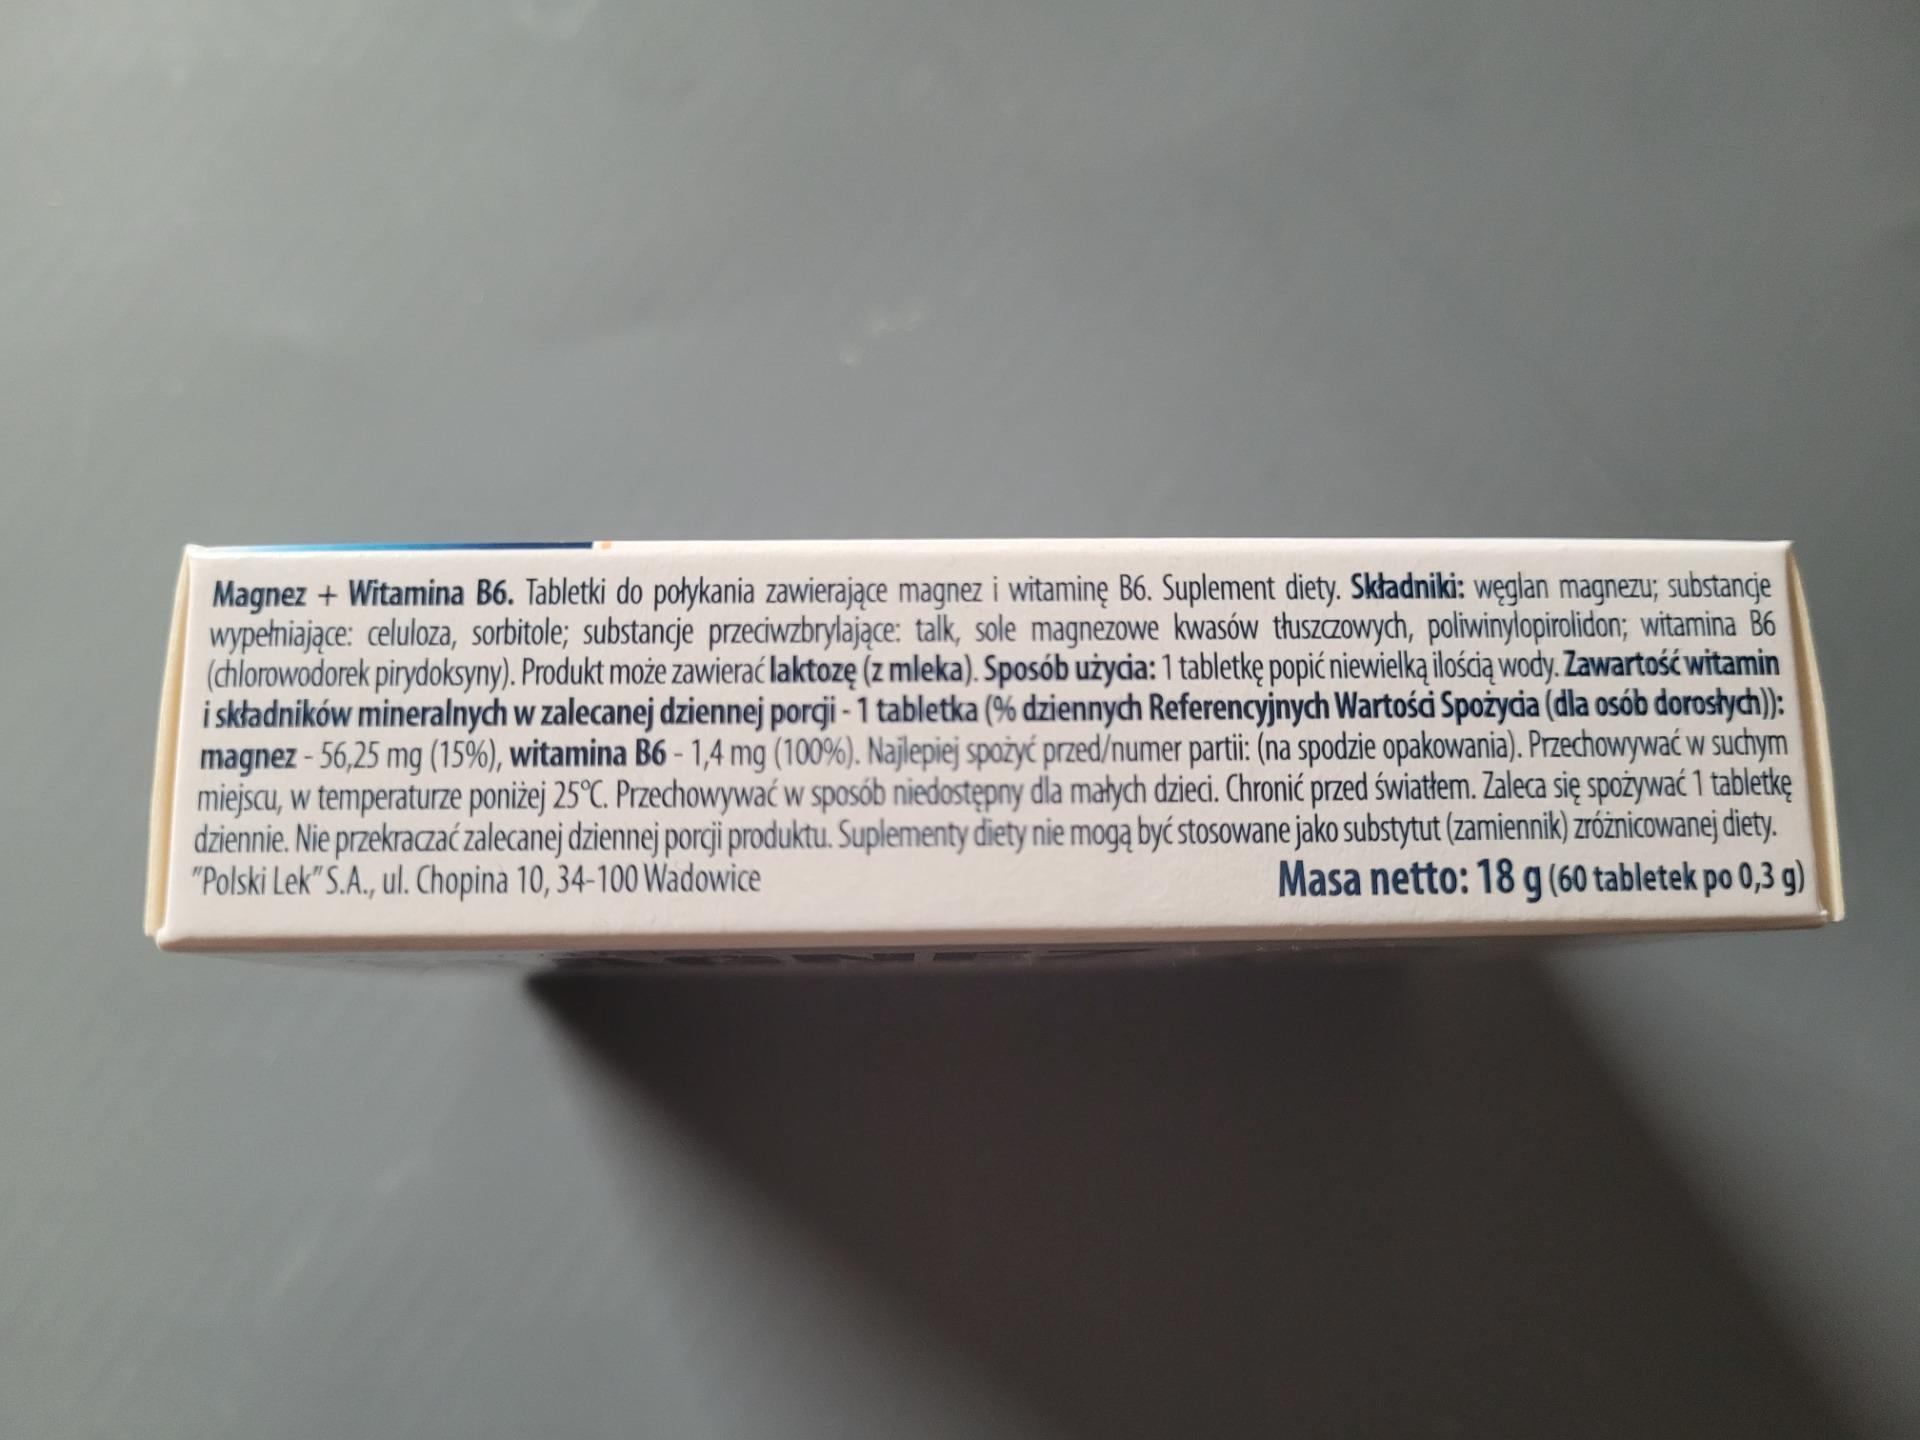 Magnez + Witamina B6. Tabletki do połykania zawierające magnez i witaminę B6. Suplement diety. Składniki: węglan magnezu; substancje
wypełniające: celuloza, sorbitole; substancje przeciwzbrylające: talk, sole magnezowe kwasów tłuszczowych, poliwinylopirolidon; witamina B6
(chlorowodorek pirydoksyny). Produkt może zawierać laktozę (z mleka). Sposób użycia: 1 tabletkę popić niewielką ilością wody. Zawartość witamin
i składników mineralnych w zalecanej dziennej porcji - 1 tabletka (% dziennych Referencyjnych Wartości Spożycia (dla osób dorosłych)):
magnez - 56,25 mg (15%), witamina B6 - 1,4 mg (100%). Najlepiej spożyć przed/numer partii: (na spodzie opakowania). Przechowywać w suchym
miejscu, w temperaturze poniżej 25°C. Przechowywać w sposób niedostępny dla małych dzieci. Chronić przed światłem. Zaleca się spożywać 1 tabletkę
dziennie. Nie przekraczać zalecanej dziennej porcji produktu. Suplementy diety nie mogą być stosowane jako substytut (zamiennik) zróżnicowanej diety.
"Polski Lek" S.A., ul. Chopina 10, 34-100 Wadowice
Masa netto: 18 g (60 tabletek po 0,3 g)